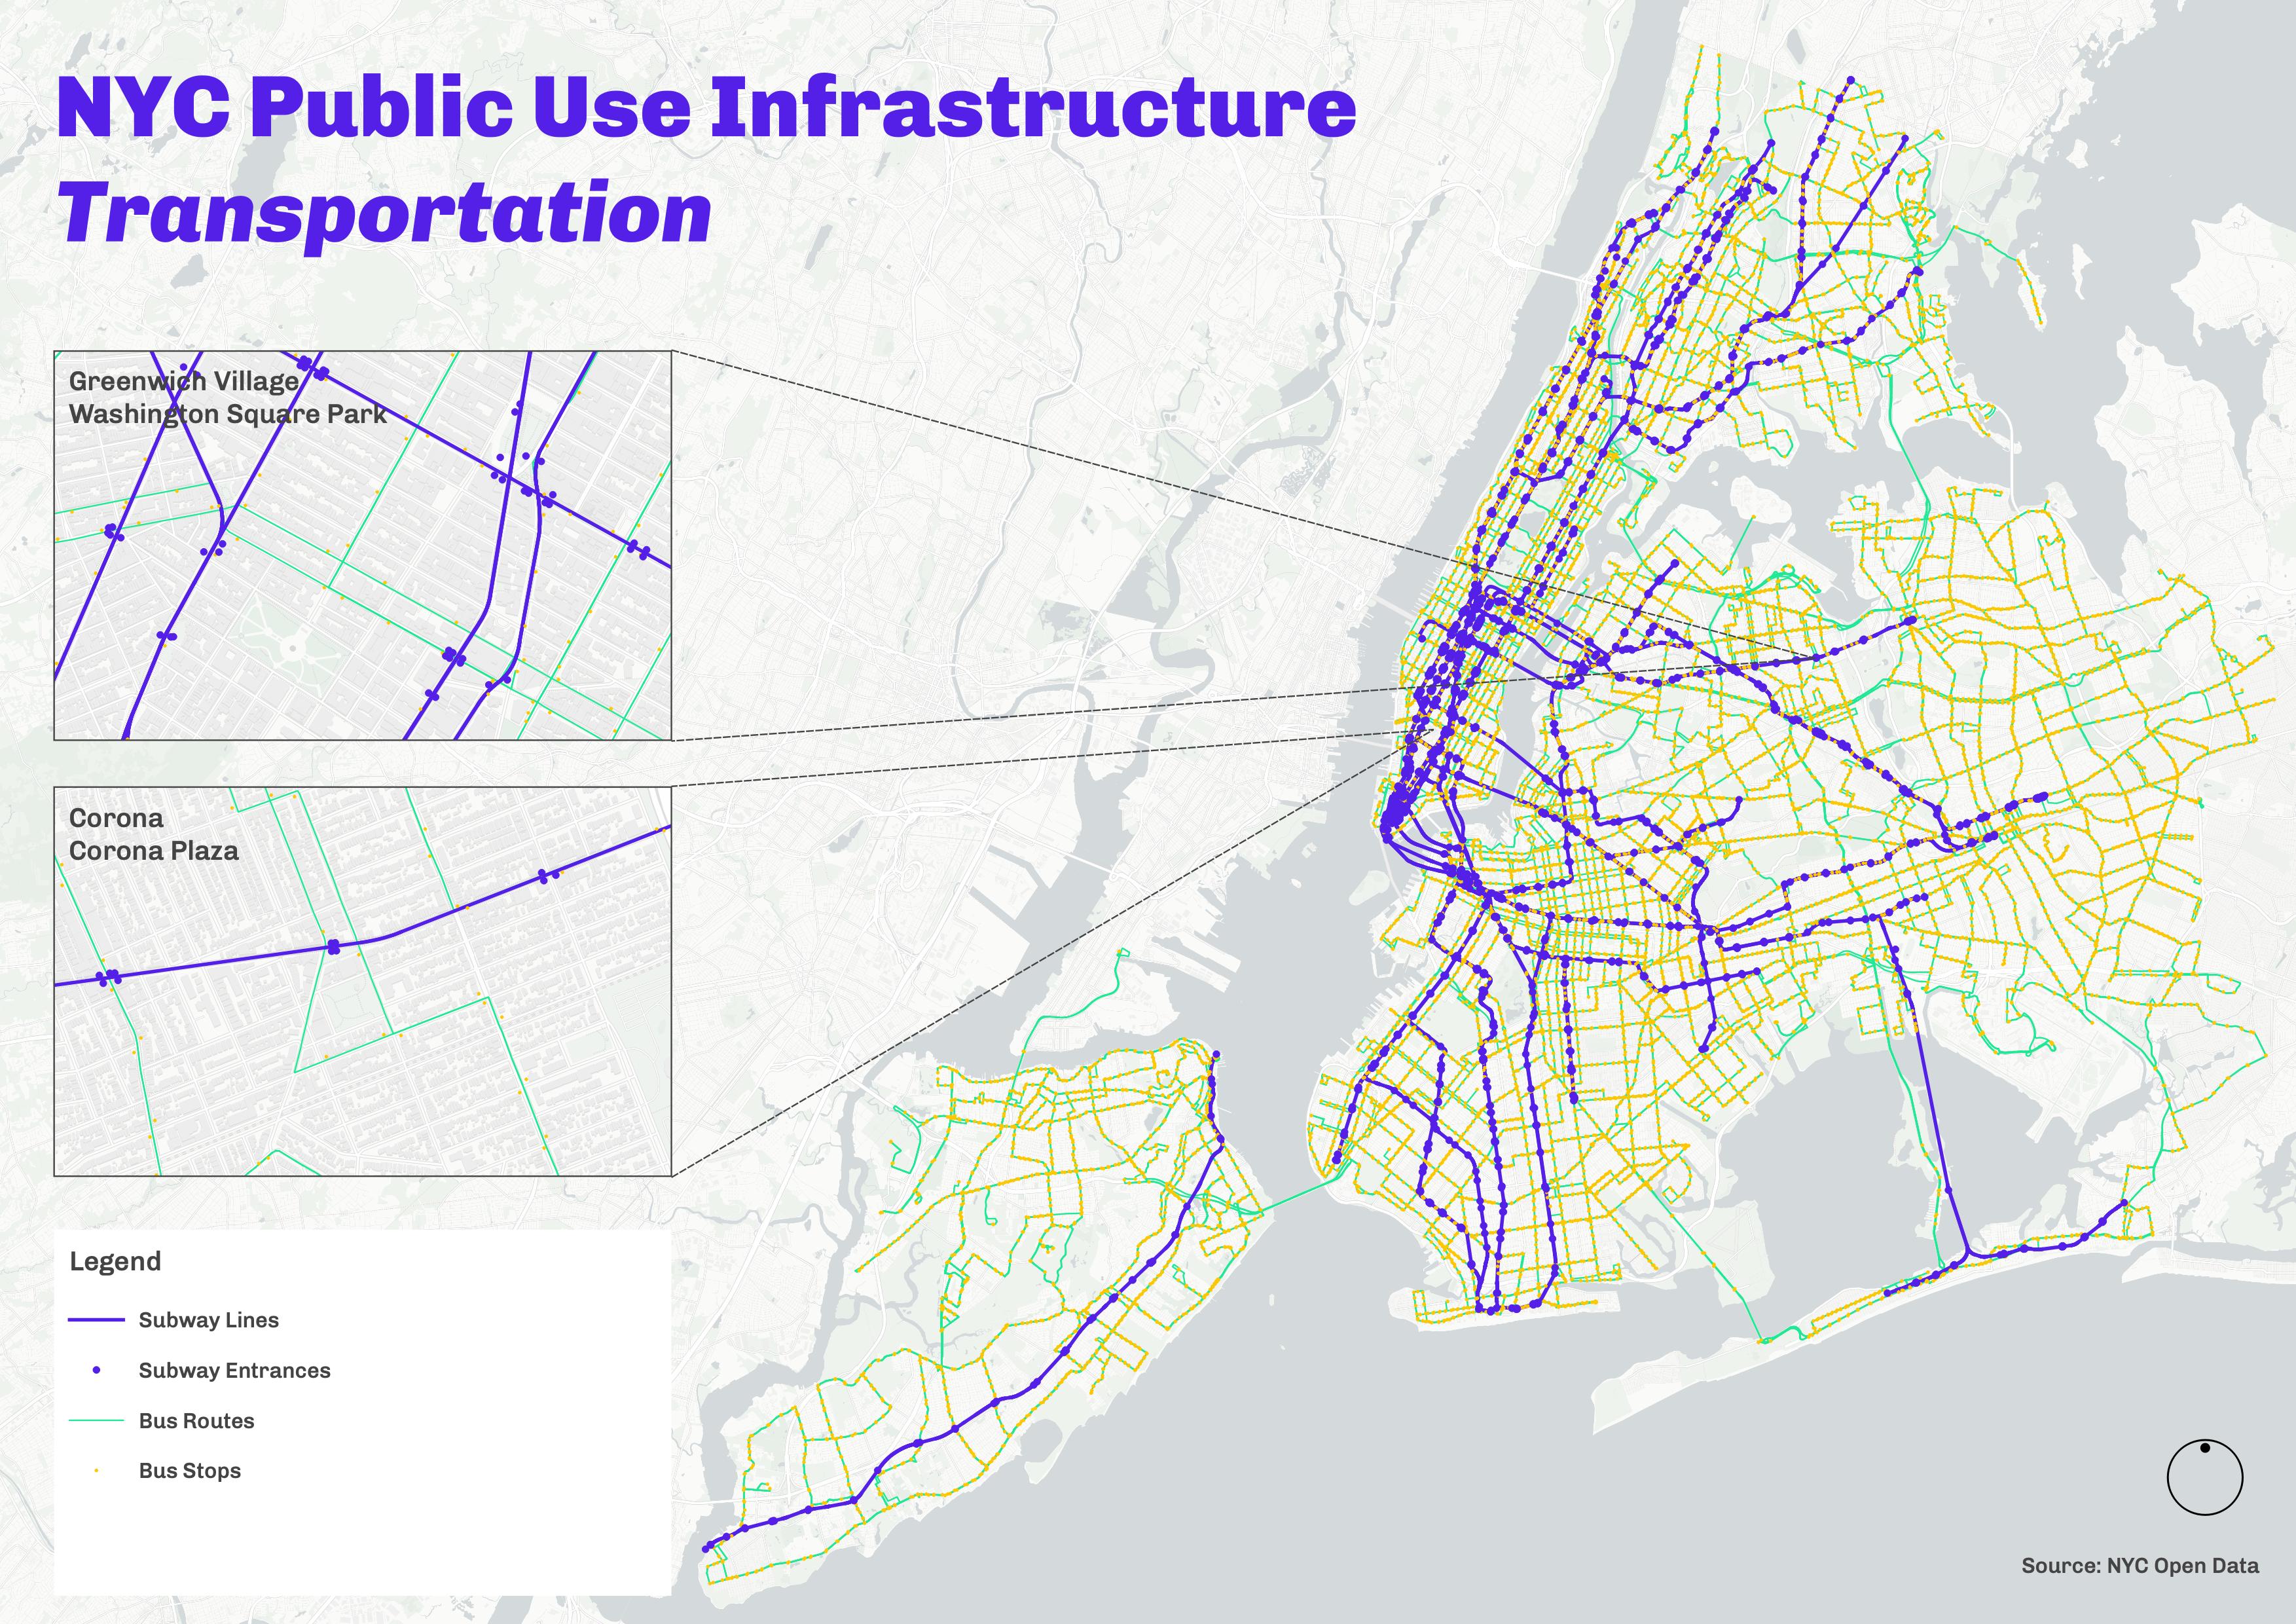 NYC Public Use Infrastructure
Transportation
Greenwich Village
Washington Square Park
Corona
Corona Plaza
Legend
Subway Lines
Subway Entrances
Bus Routes
Bus Stops
Source: NYC Open Data